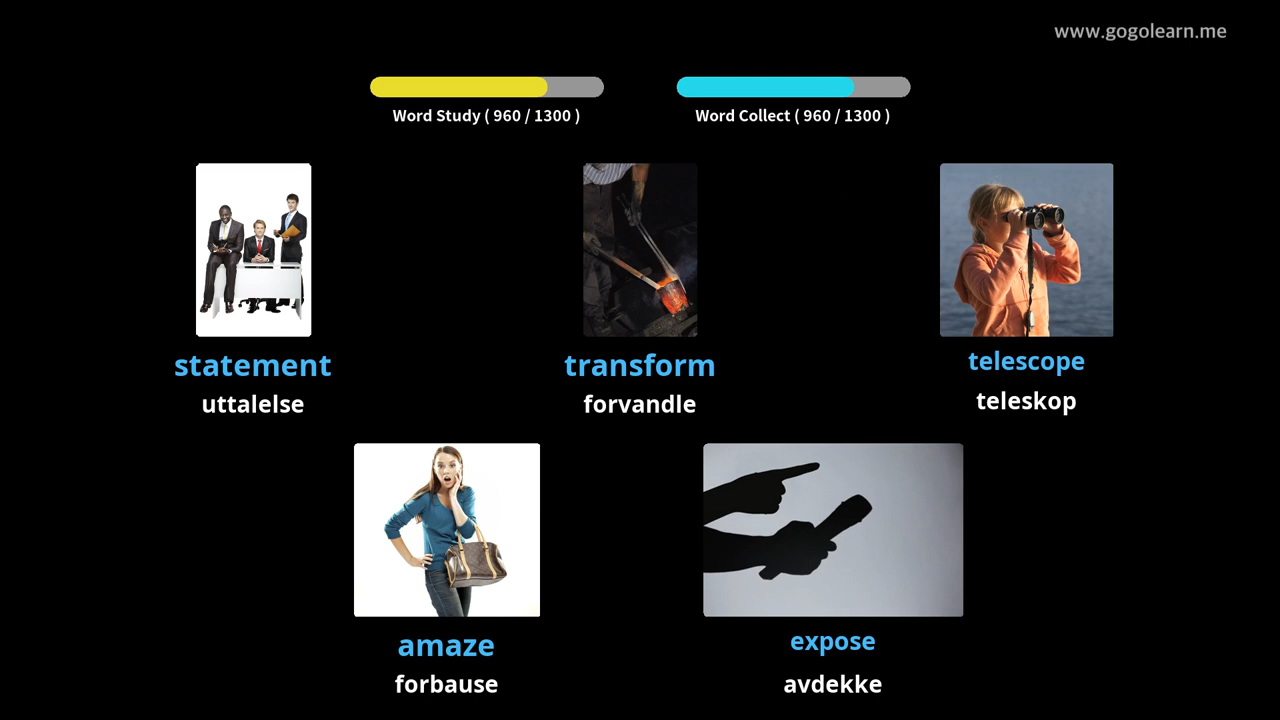 www.gogolearn.me
Word Study ( 960 / 1300 )
Word Collect ( 960 / 1300 )
statement
uttalelse
transform
forvandle
telescope
teleskop
amaze
forbause
expose
avdekke